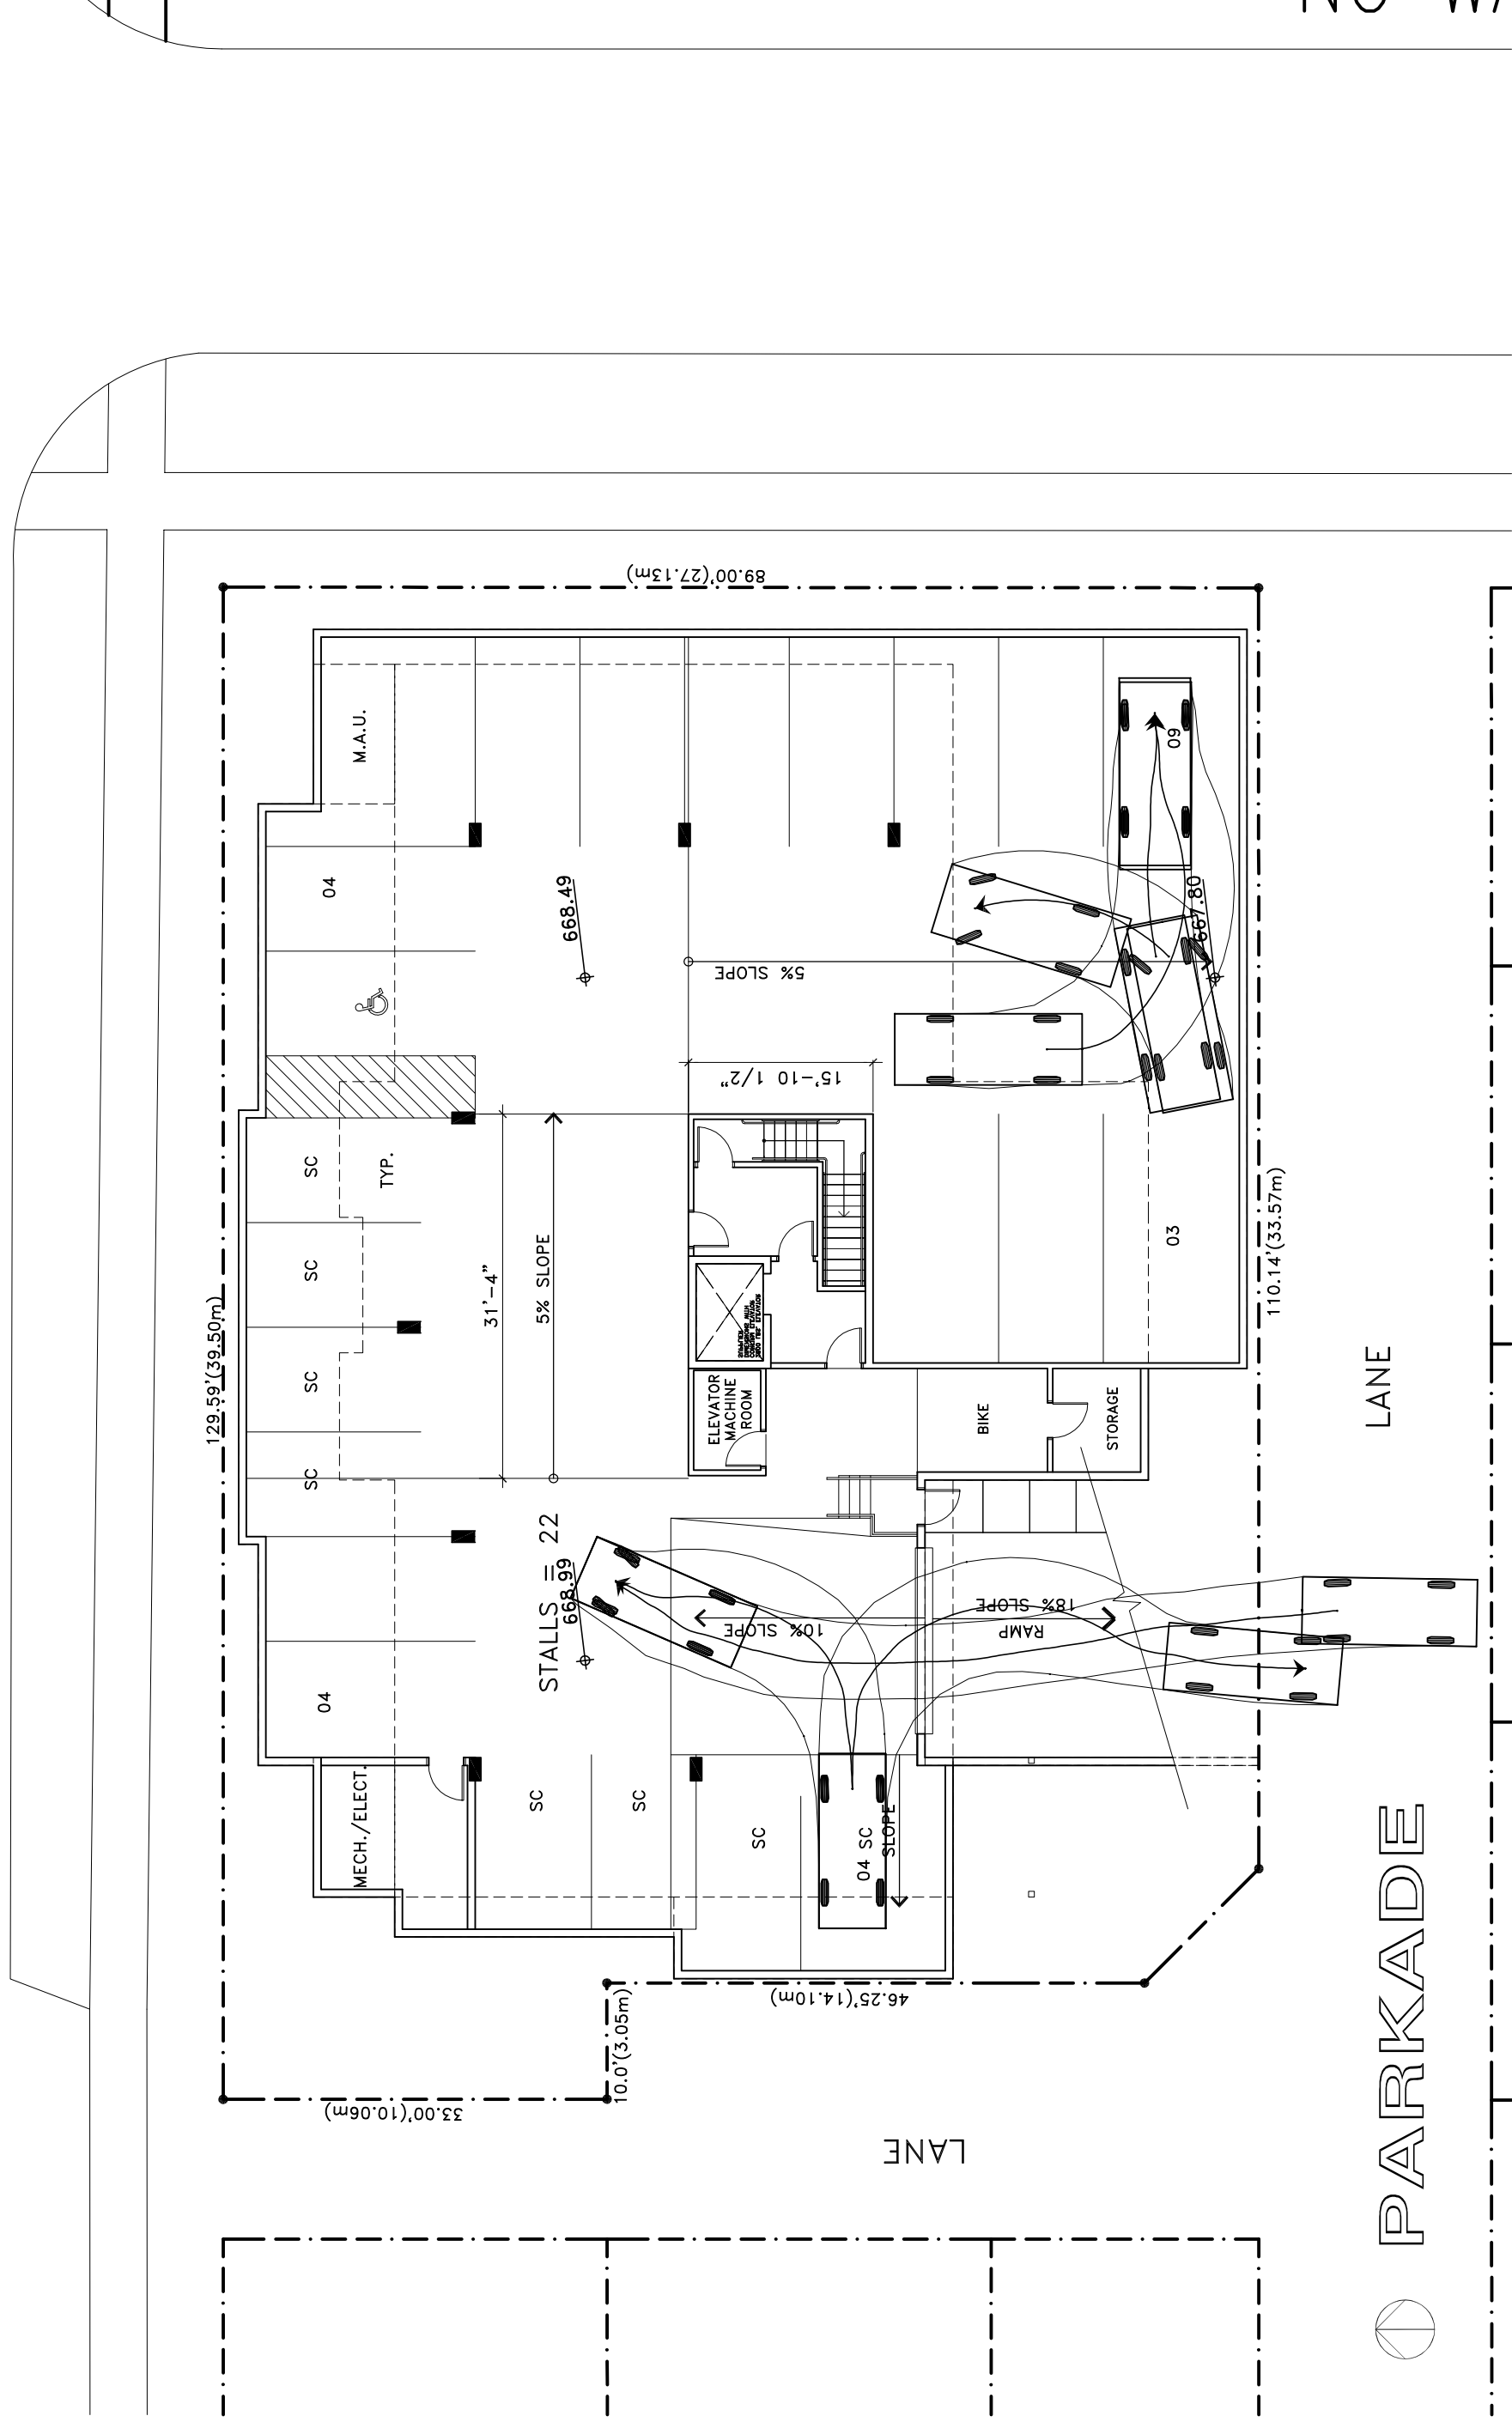 NO WA
89.00'(27.13m)
M.A.U.
09
04
668.49
667.80
5% SLOPE
15'-10 1/2"
SC
TYP.
SC
31'-4"
5% SLOPE
03
110.14'(33.57m)
129.59'(39.50m)
SC
ELEVATOR
MACHINE
ROOM
BIKE
STORAGE
LANE
SC
STALLS = 22
668.99
10% SLOPE
18% SLOPE
RAMP
04
MECH./ELECT.
SC
SC
SC
04 SC
SLOPE
46.25'(14.10m)
10.0'(3.05m)
33.00'(10.06m)
LANE
PARKADE